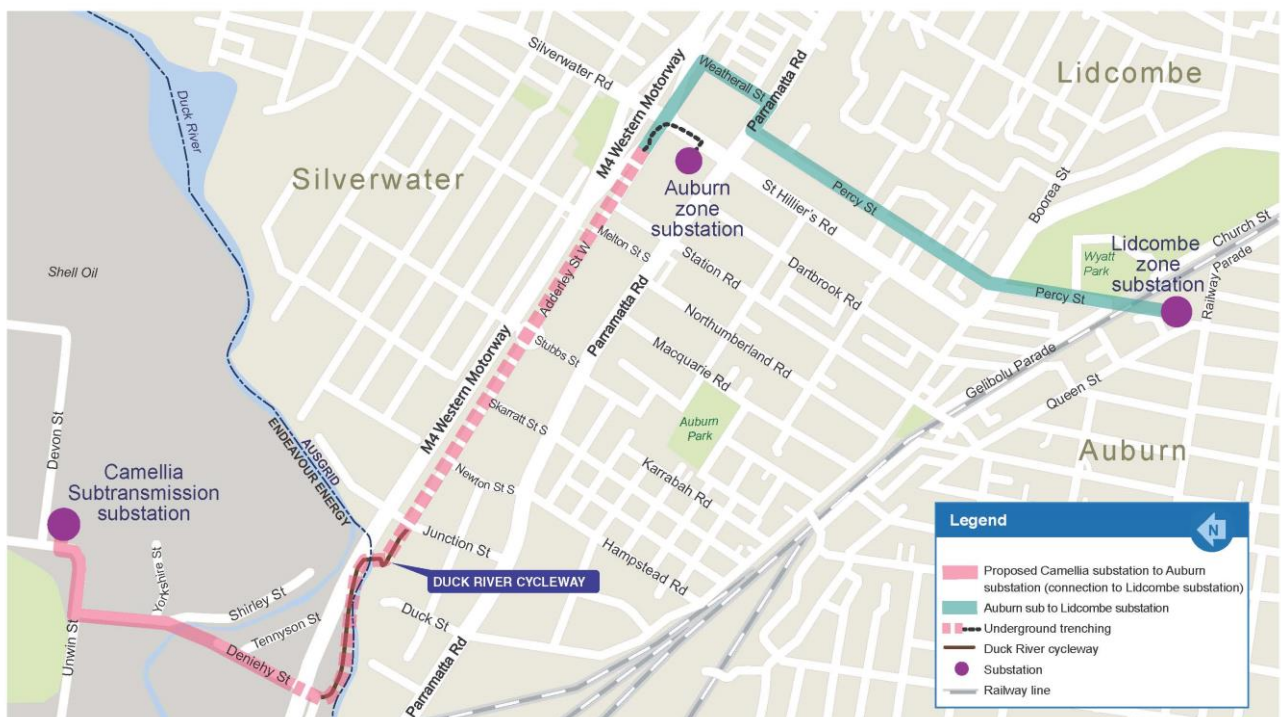 Silverwater Rd
M4 Western Motorway
Weatherall St
Parramatta Rd
Lidcombe
Duck River
Silverwater
Auburn
zone
substation
St Hillier's Rd
Percy St
Boorea St
Church St
Wyatt
Park
Lidcombe
zone
substation
Railway Parade
Percy St
Shell Oil
Melton St S
Station Rd
Dartbrook Rd
Adderley St W
Parramatta Rd
Northumberland Rd
Macquarie Rd
Stubbs St
Gelibolu Parade
Queen St
M4 Western Motorway
Skarratt St S
Auburn
Park
Auburn
Devon St
AUSGRID
ENDEAVOUR ENERGY
Camellia
Subtransmission
substation
Newton St S
Karrabah Rd
Junction St
Hampstead Rd
DUCK RIVER CYCLEWAY
Yorkshire St
Shirley St
Tennyson St
Duck St
Unwin St
Deniehy St
Parramatta Rd
Legend
N
Proposed Camellia substation to Auburn
substation (connection to Lidcombe substation)
Auburn sub to Lidcombe substation
Underground trenching
Duck River cycleway
Substation
Railway line